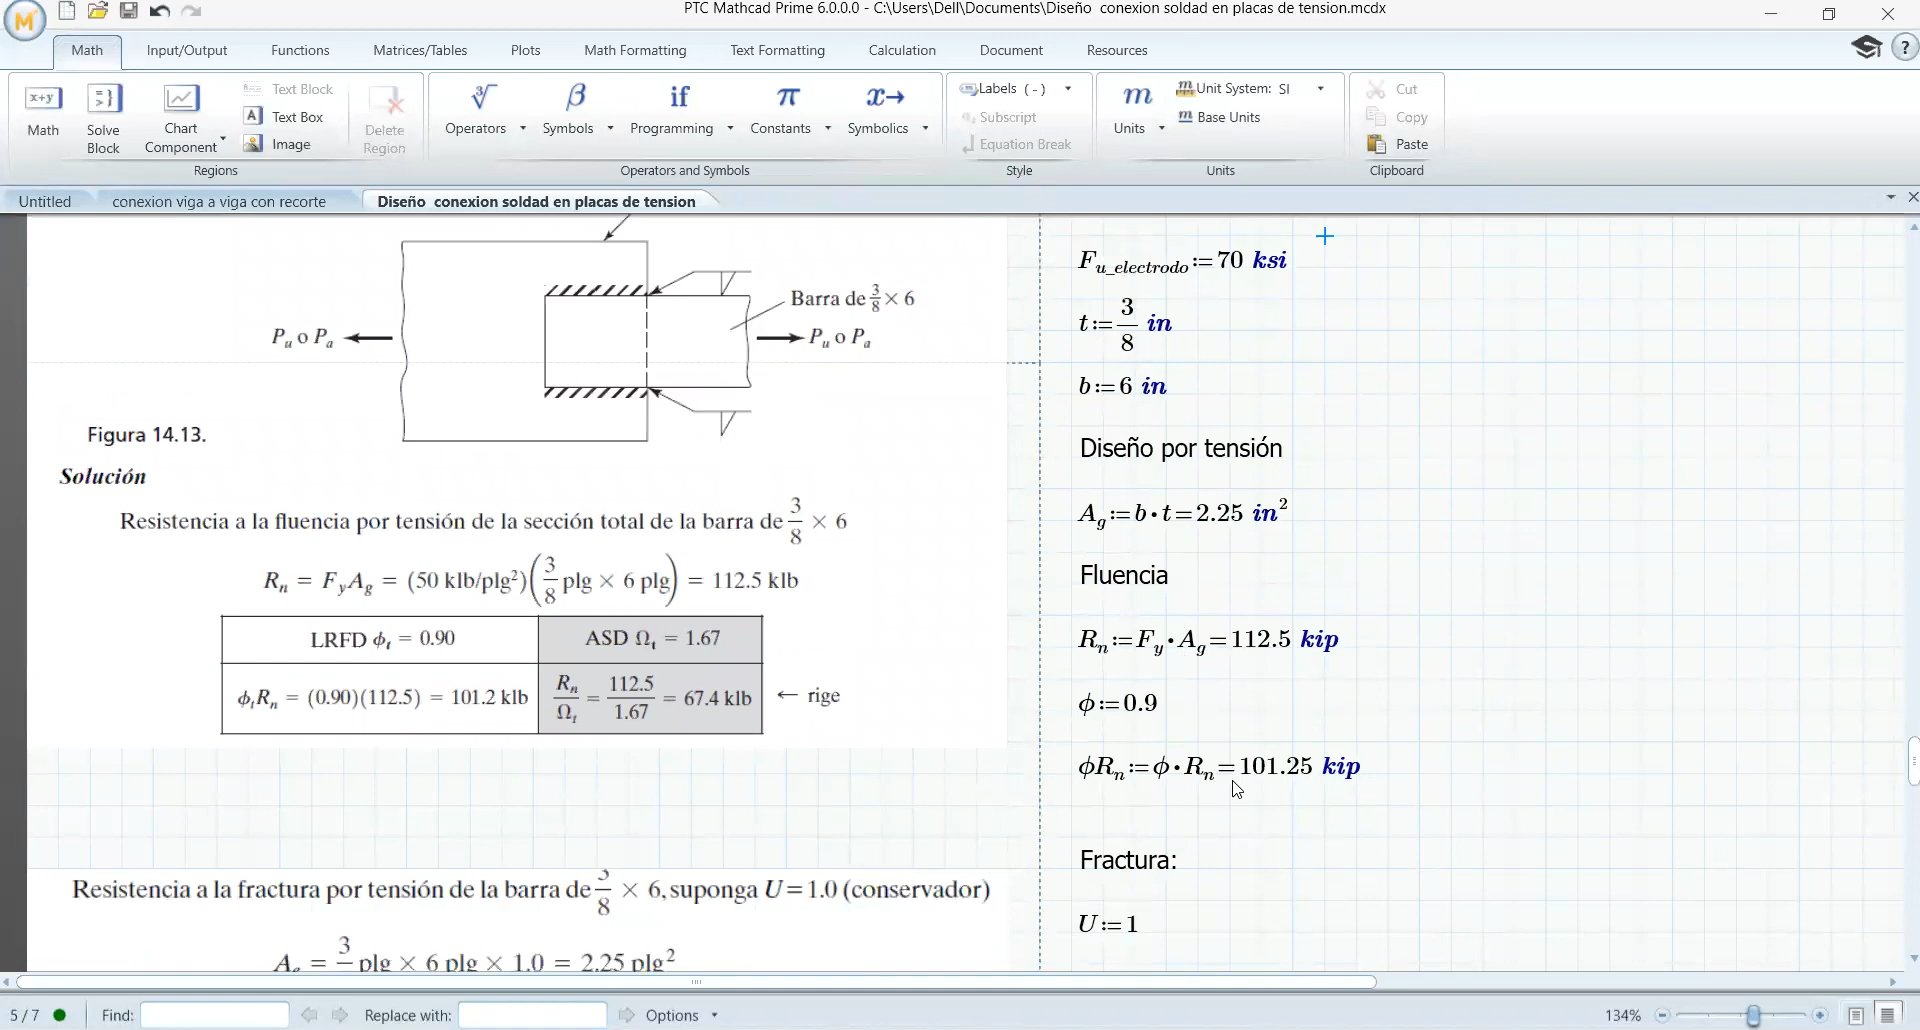 PTC Mathcad Prime 6.0.0.0 - C:\Users\Dell\Documents\Diseño conexion soldad en placas de tension.mcdx
Math Input/Output Functions Matrices/Tables Plots Math Formatting Text Formatting Calculation Document Resources
Math
Solve Block
Chart Component
Text Block
Text Box
Image
Delete Region
Regions
Operators
Symbols
if Programming
π Constants
Symbolics
Operators and Symbols
Labels (-)
Subscript
Equation Break
Style
Units
Unit System: SI
Base Units
Units
Cut
Copy
Paste
Clipboard
Untitled conexion viga a viga con recorte Diseño conexion soldad en placas de tension
Barra de 3/8 × 6
P_u o P_a
P_u o P_a
Figura 14.13.
Solución
Resistencia a la fluencia por tensión de la sección total de la barra de 3/8 × 6
R_n = F_y A_g = (50 klb/plg²)(3/8 plg × 6 plg) = 112.5 klb
LRFD ϕ_t = 0.90 ASD Ω_t = 1.67
ϕ_t R_n = (0.90)(112.5) = 101.2 klb R_n/Ω_t = 112.5/1.67 = 67.4 klb ← rige
Resistencia a la fractura por tensión de la barra de 3/8 × 6, suponga U = 1.0 (conservador)
A_e = 3/8 plg × 6 plg × 1.0 = 2.25 plg²
F_u_electrodo := 70 ksi
t := 3/8 in
b := 6 in
Diseño por tensión
A_g := b · t = 2.25 in²
Fluencia
R_n := F_y · A_g = 112.5 kip
ϕ := 0.9
ϕR_n := ϕ · R_n = 101.25 kip
Fractura:
U := 1
5 / 7 Find: Replace with: Options 134%